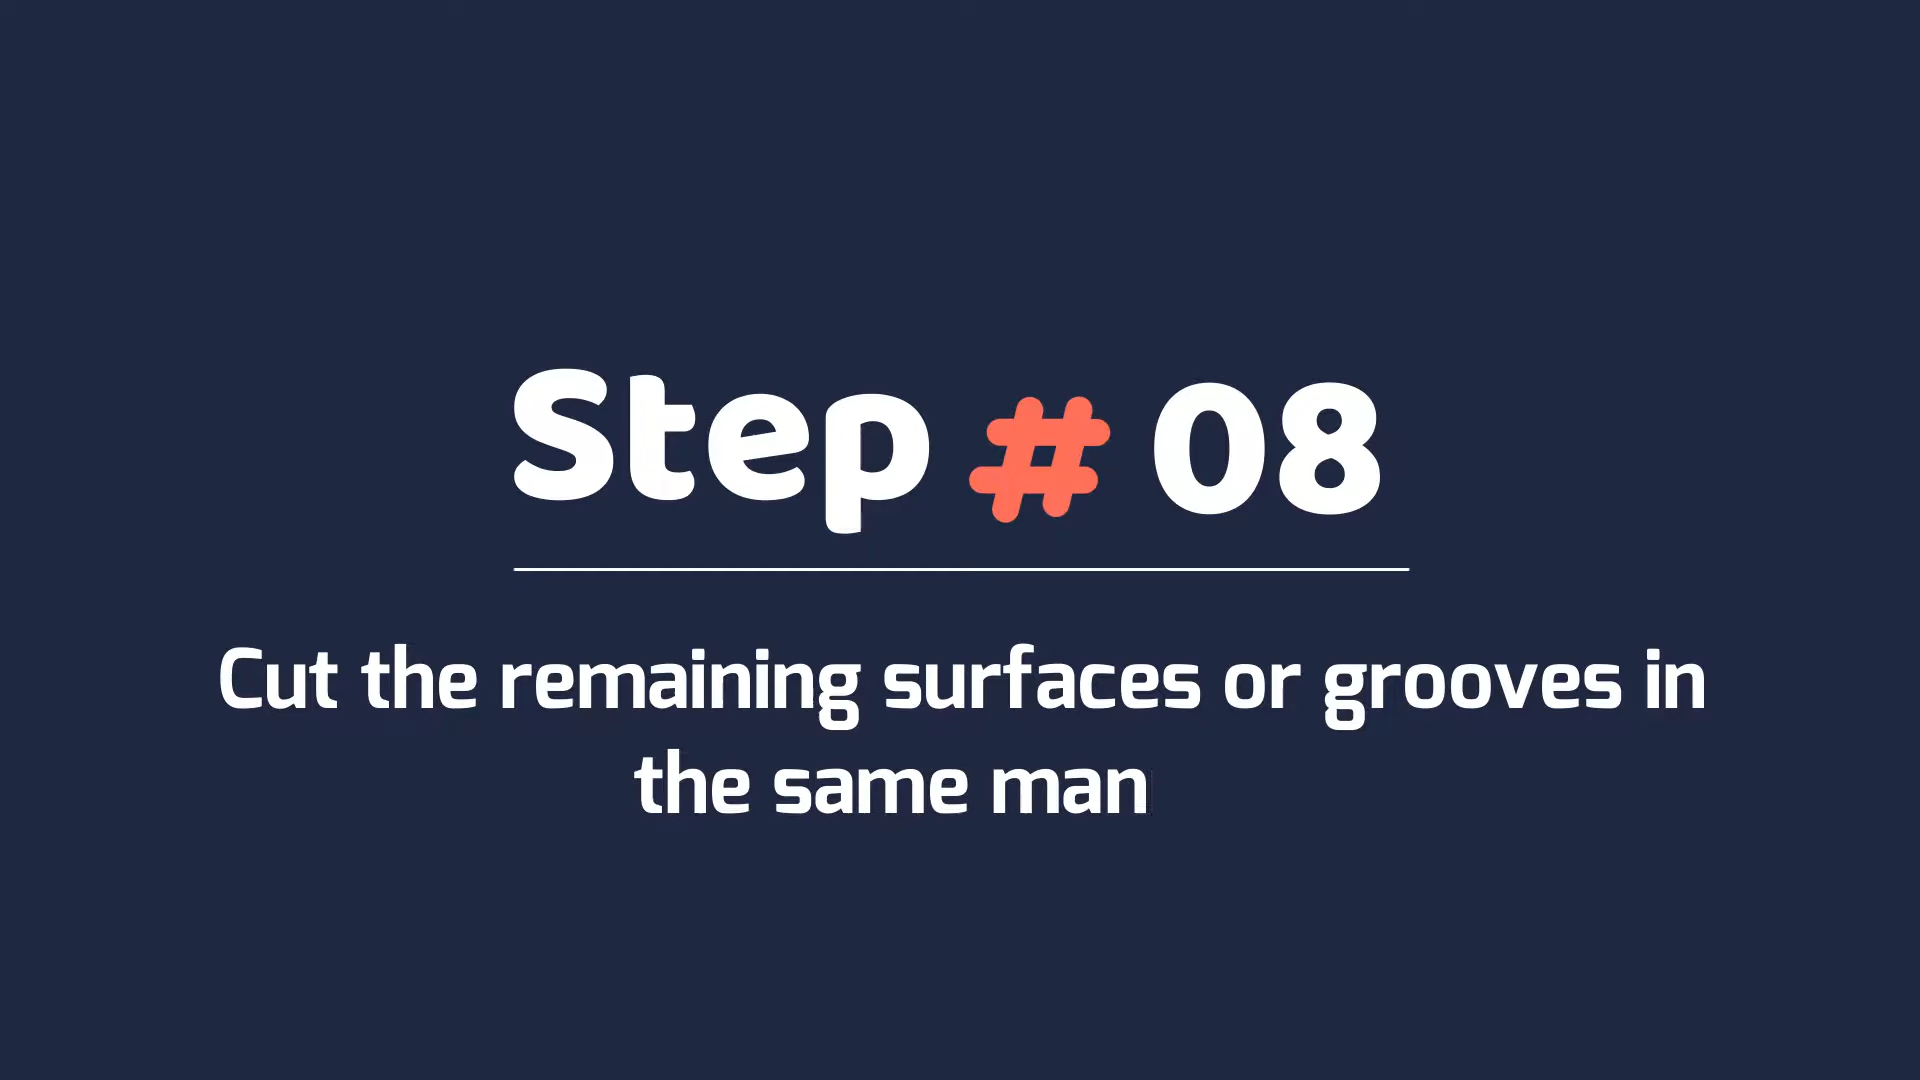 Step # 08
Cut the remaining surfaces or grooves in
the same man